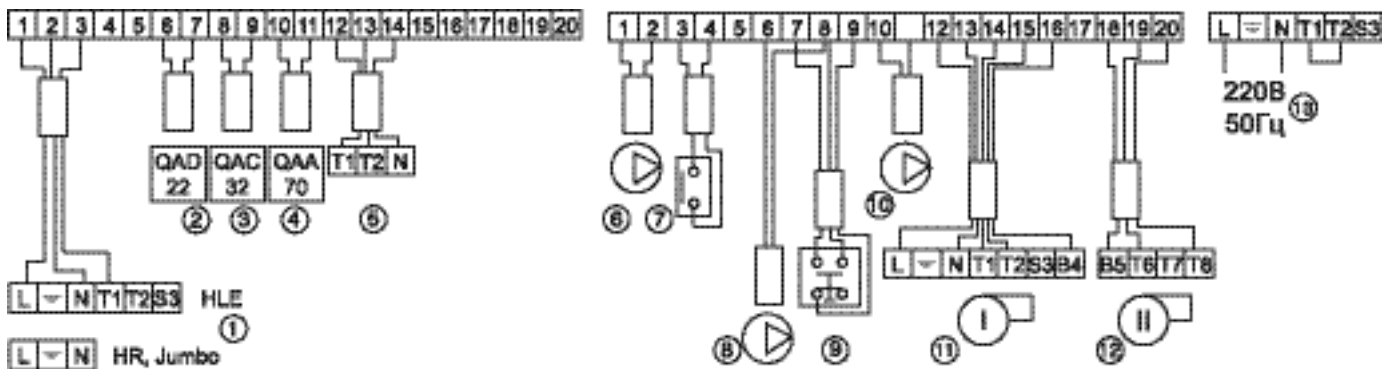 1 2 3 4 5 6 7 8 9 10 11 12 13 14 15 16 17 18 19 20
1 2 3 4 5 6 7 8 9 10 12 13 14 15 16 17 18 19 20
L N T1 T2 S3
220В
50Гц
13
QAD
22
QAC
32
QAA
70
T1 T2 N
2 3 4 5
6 7 10
L N T1 T2 S3 B4
B5 T6 T7 T8
L N T1 T2 S3 HLE
1
I
II
8 9 11 12
L N HR, Jumbo